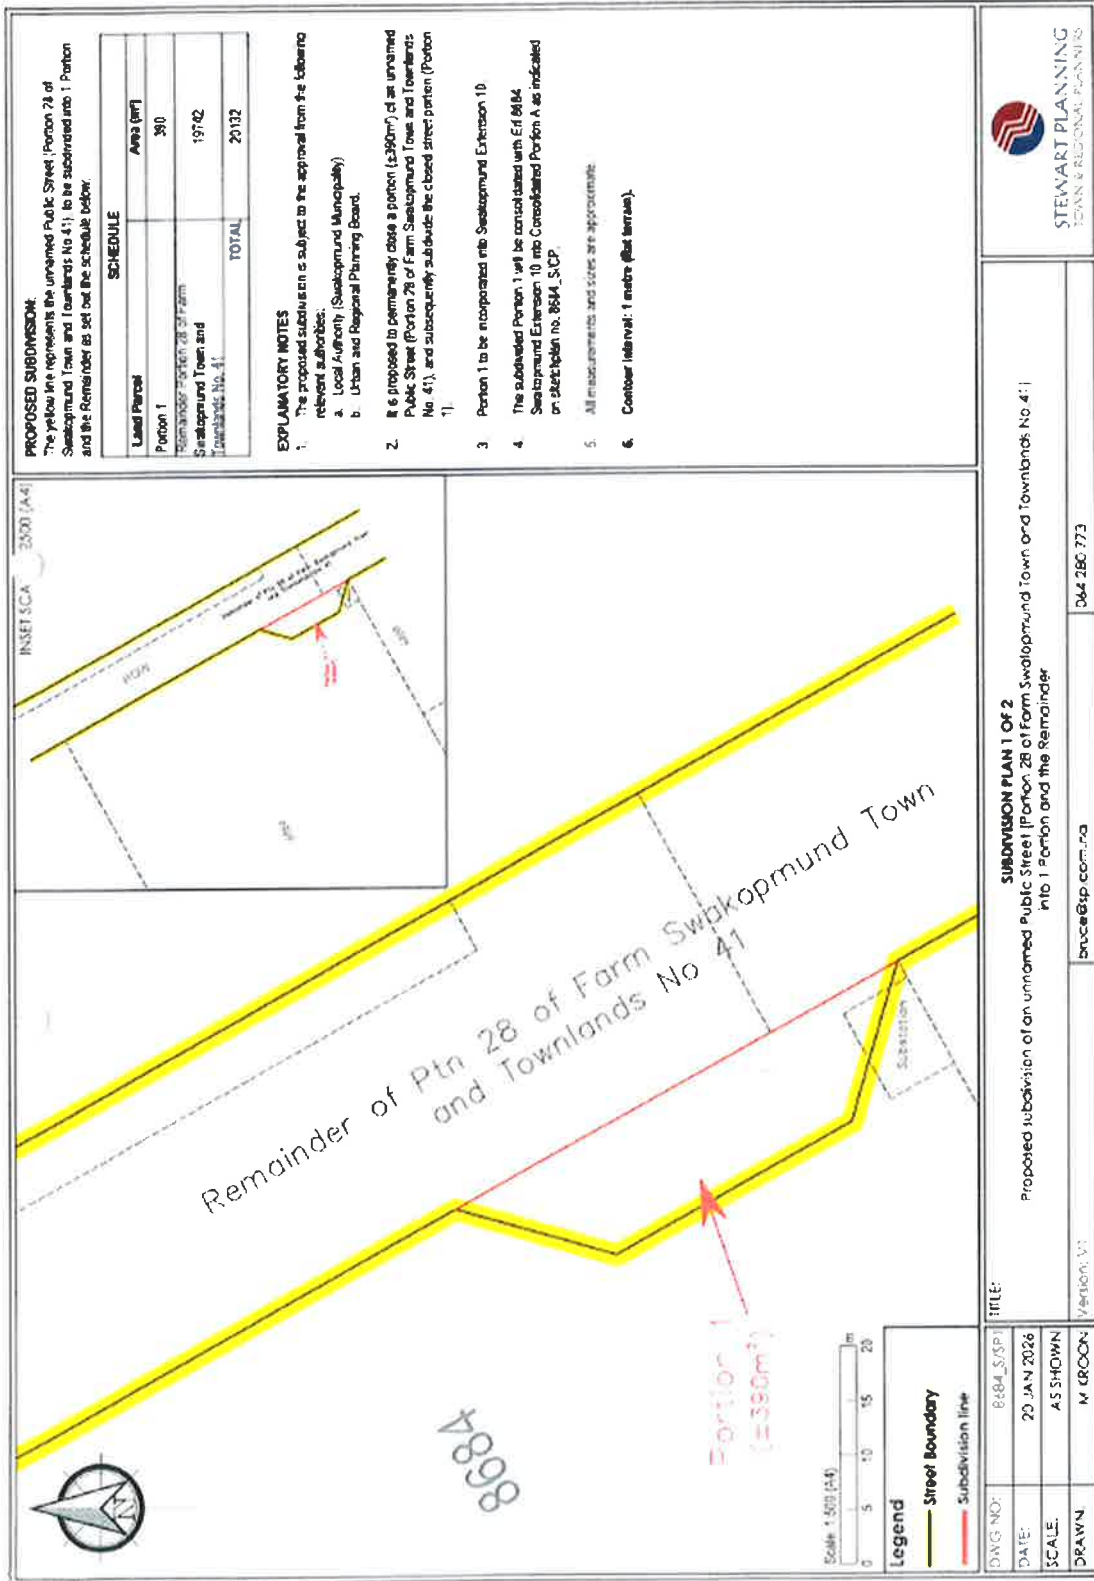 PROPOSED SUBDIVISION:
The yellow line represents the unnamed Public Street (Portion 28 of
Swakopmund Town and Townlands No 41) to be subdivided into 1 Portion
and the Remainder as set out the schedule below.
SCHEDULE
Land Parcel
Area (m²)
Portion 1
390
Remainder Portion 28 of Farm
Swakopmund Town and
Townlands No. 41
19742
TOTAL
20132
EXPLANATORY NOTES
1. The proposed subdivision is subject to the approval from the following
relevant authorities:
a. Local Authority (Swakopmund Municipality)
b. Urban and Regional Planning Board.
2. It is proposed to permanently close a portion (±390m²) of an unnamed
Public Street (Portion 28 of Farm Swakopmund Town and Townlands
No. 41), and subsequently subdivide the closed street portion (Portion
1).
3 Portion 1 to be incorporated into Swakopmund Extension 10
4. The subdivided Portion 1 will be consolidated with Erf 8684
Swakopmund Extension 10 into Consolidated Portion A as indicated
on sketch plan no. 8684_S/CP.
5. All measurements and sizes are approximate
6. Contour Interval: 1 metre (flat terrain).
INSET SCA
2500 (A4)
ROW
Remainder of Ptn 28 of Farm Swakopmund Town
and Townlands No 41
Substation
8684
Portion 1
(±390m²)
Scale 1:500 (A4)
0 5 10 15 20
m
Legend
Street Boundary
Subdivision line
DWG NO: 8684_S/SP1
DATE: 20 JAN 2026
SCALE: AS SHOWN
DRAWN: M CROON
TITLE:
SUBDIVISION PLAN 1 OF 2
Proposed subdivision of an unnamed Public Street (Portion 28 of Farm Swakopmund Town and Townlands No. 41)
into 1 Portion and the Remainder
Version: V1
bruce@sp.com.na
064 280 773
STEWART PLANNING
TOWN & REGIONAL PLANNERS